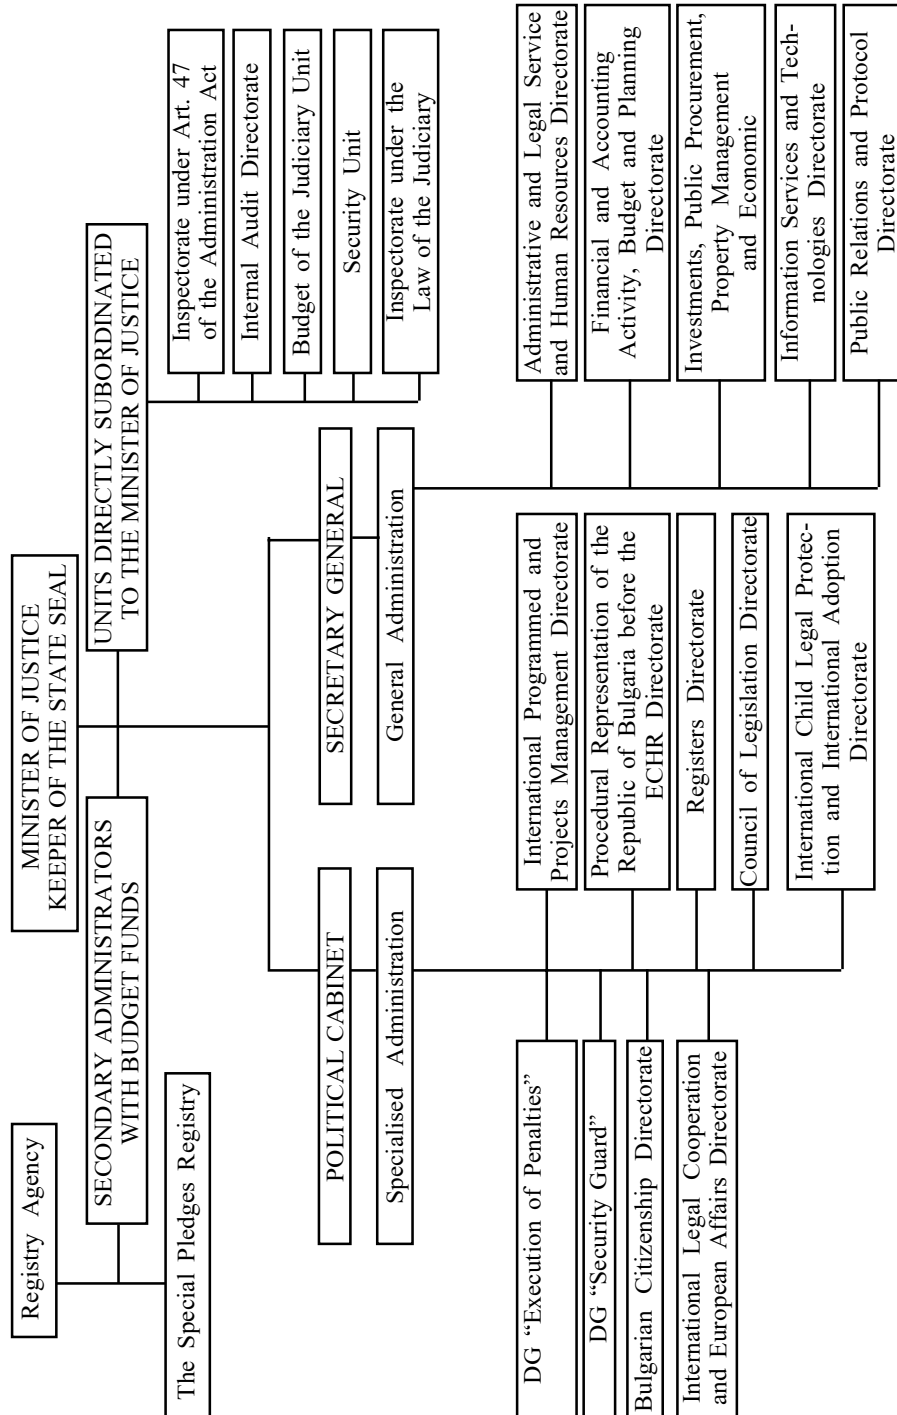 MINISTER OF JUSTICE
KEEPER OF THE STATE SEAL
Registry Agency
SECONDARY ADMINISTRATORS
WITH BUDGET FUNDS
The Special Pledges Registry
UNITS DIRECTLY SUBORDINATED
TO THE MINISTER OF JUSTICE
Inspectorate under Art. 47
of the Administration Act
Internal Audit Directorate
Budget of the Judiciary Unit
Security Unit
Inspectorate under the
Law of the Judiciary
POLITICAL CABINET
Specialised Administration
SECRETARY GENERAL
General Administration
DG “Execution of Penalties”
DG “Security Guard”
Bulgarian Citizenship Directorate
International Legal Cooperation
and European Affairs Directorate
International Programmed and
Projects Management Directorate
Procedural Representation of the
Republic of Bulgaria before the
ECHR Directorate
Registers Directorate
Council of Legislation Directorate
International Child Legal Protec-
tion and International Adoption
Directorate
Administrative and Legal Service
and Human Resources Directorate
Financial and Accounting
Activity, Budget and Planning
Directorate
Investments, Public Procurement,
Property Management
and Economic
Information Services and Tech-
nologies Directorate
Public Relations and Protocol
Directorate